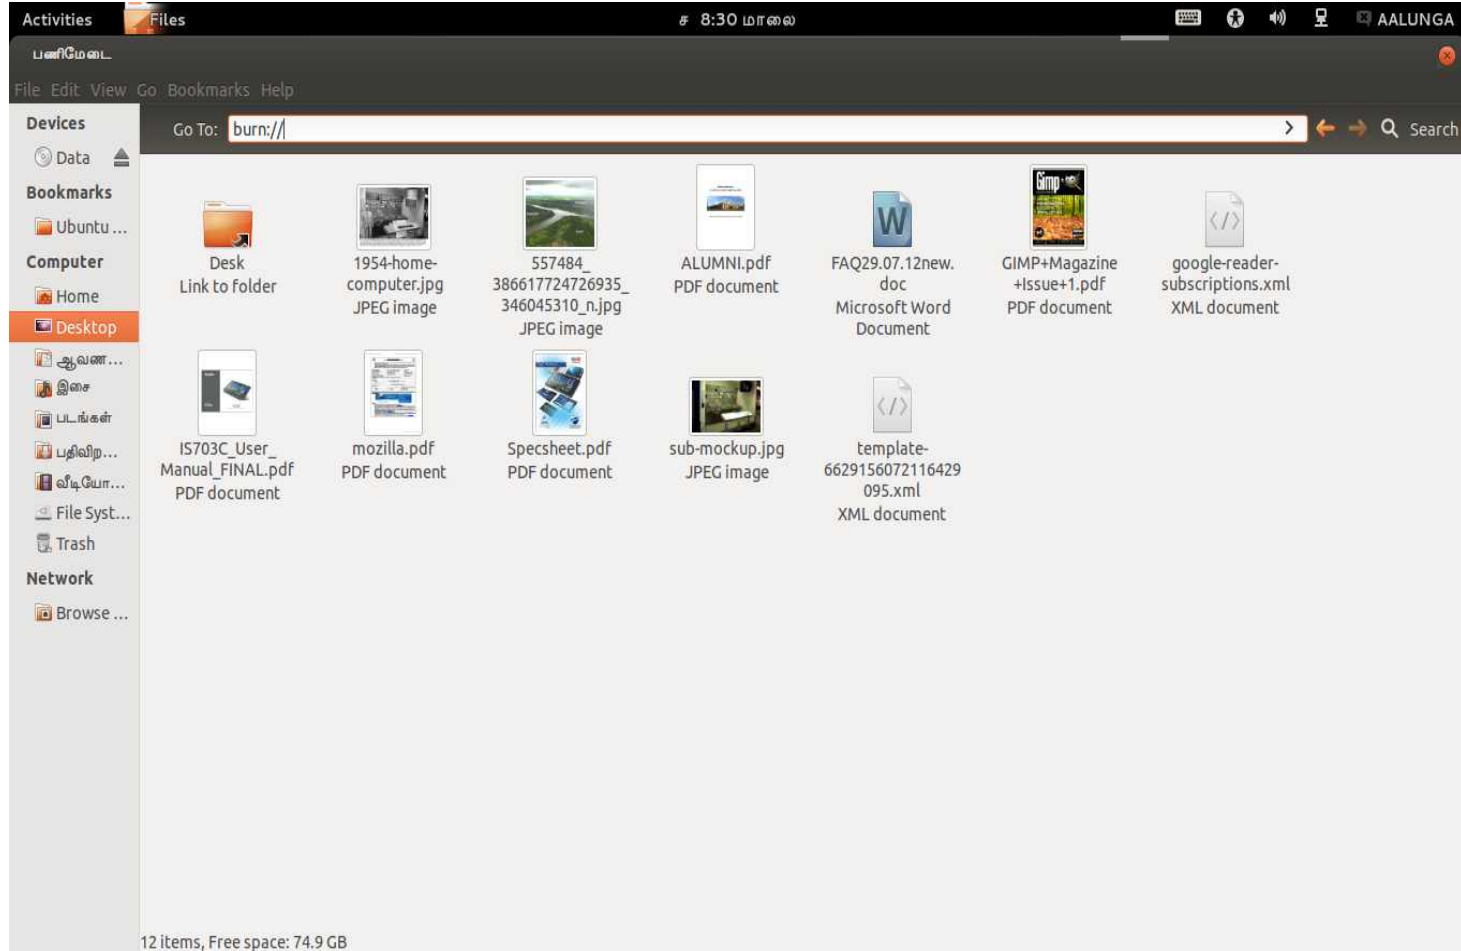 Activities Files ச 8:30 மாலை AALUNGA
பணிமேடை
File Edit View Go Bookmarks Help
Devices
Data
Bookmarks
Ubuntu ...
Computer
Home
Desktop
ஆவண...
இசை
படங்கள்
பதிவிற...
வீடியோ...
File Syst...
Trash
Network
Browse ...
Go To: burn:// Search
Desk
Link to folder
1954-home-
computer.jpg
JPEG image
557484_
386617724726935_
346045310_n.jpg
JPEG image
ALUMNI.pdf
PDF document
FAQ29.07.12new.
doc
Microsoft Word
Document
Gimp
GIMP+Magazine
+Issue+1.pdf
PDF document
google-reader-
subscriptions.xml
XML document
IS703C_User_
Manual_FINAL.pdf
PDF document
mozilla.pdf
PDF document
Specsheet.pdf
PDF document
sub-mockup.jpg
JPEG image
template-
6629156072116429
095.xml
XML document
12 items, Free space: 74.9 GB